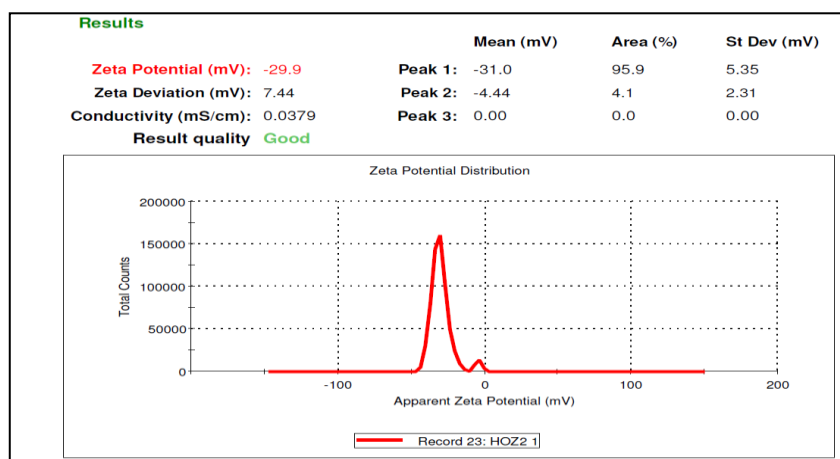 Results
Mean (mV) Area (%) St Dev (mV)
Zeta Potential (mV): -29.9 Peak 1: -31.0 95.9 5.35
Zeta Deviation (mV): 7.44 Peak 2: -4.44 4.1 2.31
Conductivity (mS/cm): 0.0379 Peak 3: 0.00 0.0 0.00
Result quality Good
Zeta Potential Distribution
200000
150000
100000
50000
0
Total Counts
-100 0 100 200
Apparent Zeta Potential (mV)
Record 23: HOZ2 1